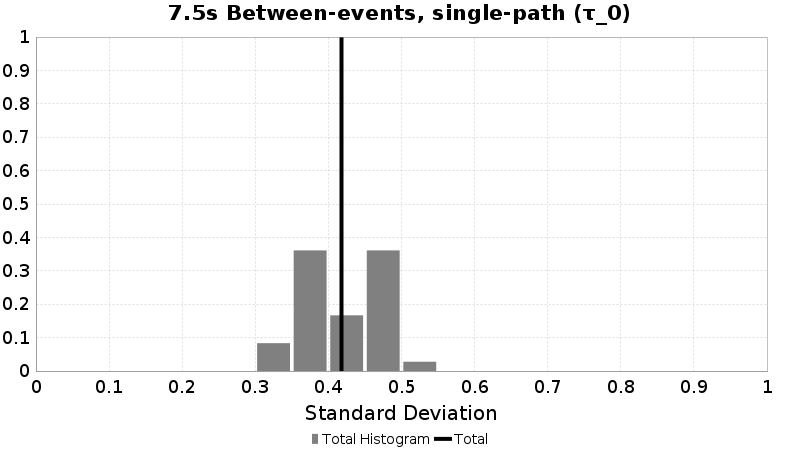 7.5s Between-events, single-path (τ_0)
1
0.9
0.8
0.7
0.6
0.5
0.4
0.3
0.2
0.1
0
0 0.1 0.2 0.3 0.4 0.5 0.6 0.7 0.8 0.9 1
Standard Deviation
Total Histogram Total